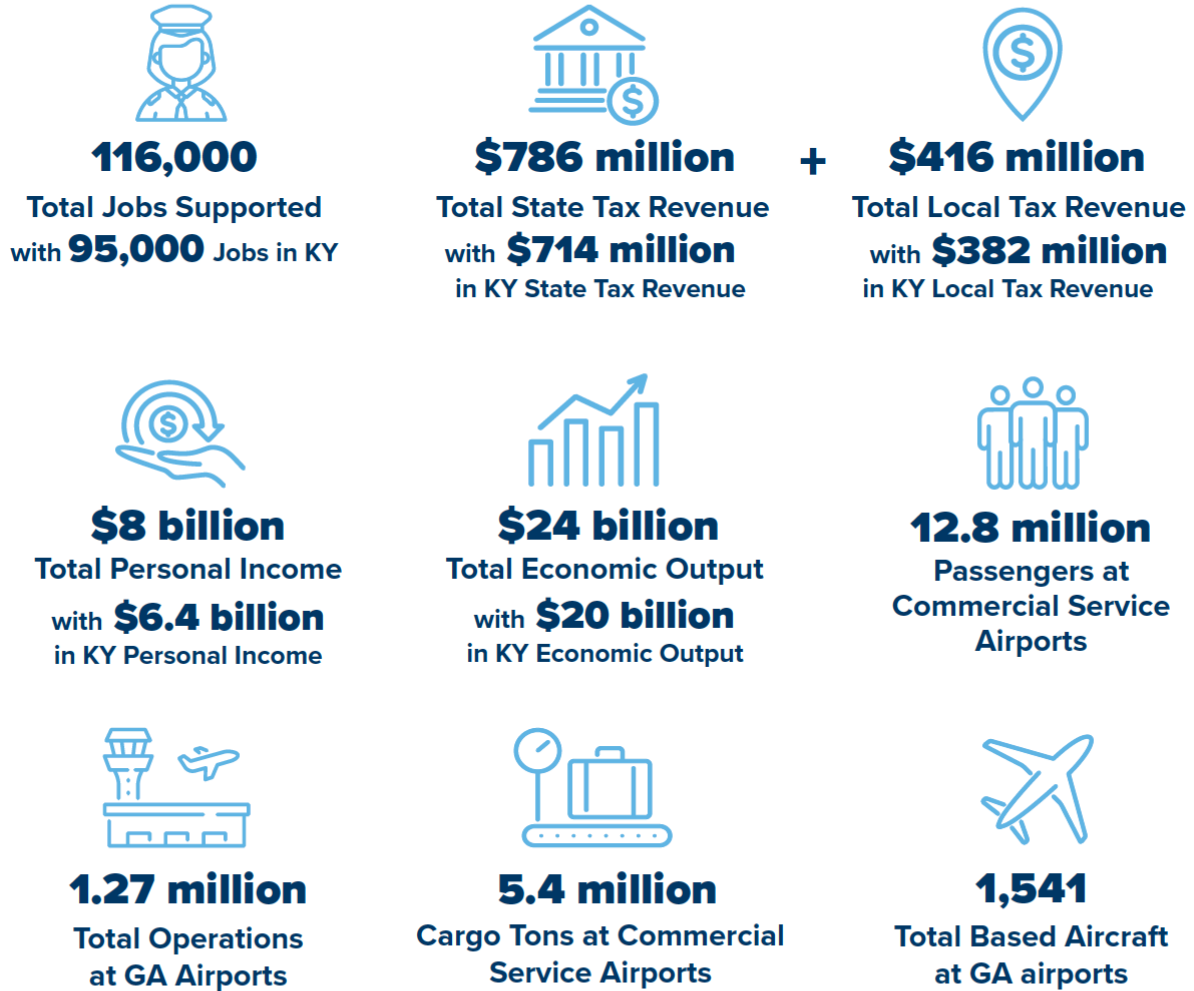 116,000
Total Jobs Supported
with 95,000 Jobs in KY
$786 million
Total State Tax Revenue
with $714 million
in KY State Tax Revenue
+
$416 million
Total Local Tax Revenue
with $382 million
in KY Local Tax Revenue
$8 billion
Total Personal Income
with $6.4 billion
in KY Personal Income
$24 billion
Total Economic Output
with $20 billion
in KY Economic Output
12.8 million
Passengers at
Commercial Service
Airports
1.27 million
Total Operations
at GA Airports
5.4 million
Cargo Tons at Commercial
Service Airports
1,541
Total Based Aircraft
at GA airports